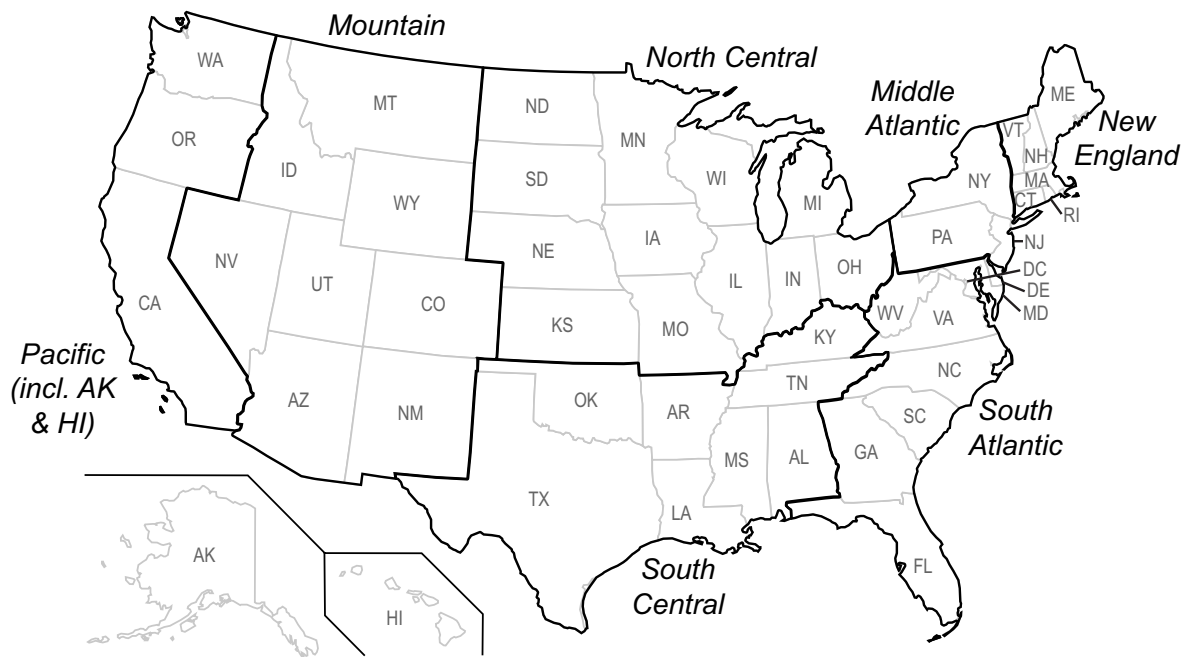 Mountain
North Central
Middle
Atlantic
New
England
Pacific
(incl. AK
& HI)
South
Atlantic
South
Central
WA
OR
CA
MT
ID
WY
NV
UT
CO
AZ
NM
ND
SD
NE
KS
MN
IA
MO
WI
IL
MI
IN
OH
OK
TX
AR
LA
KY
TN
MS
AL
WV
VA
NC
SC
GA
FL
DC
DE
MD
NY
PA
NJ
ME
VT
NH
MA
CT
RI
AK
HI